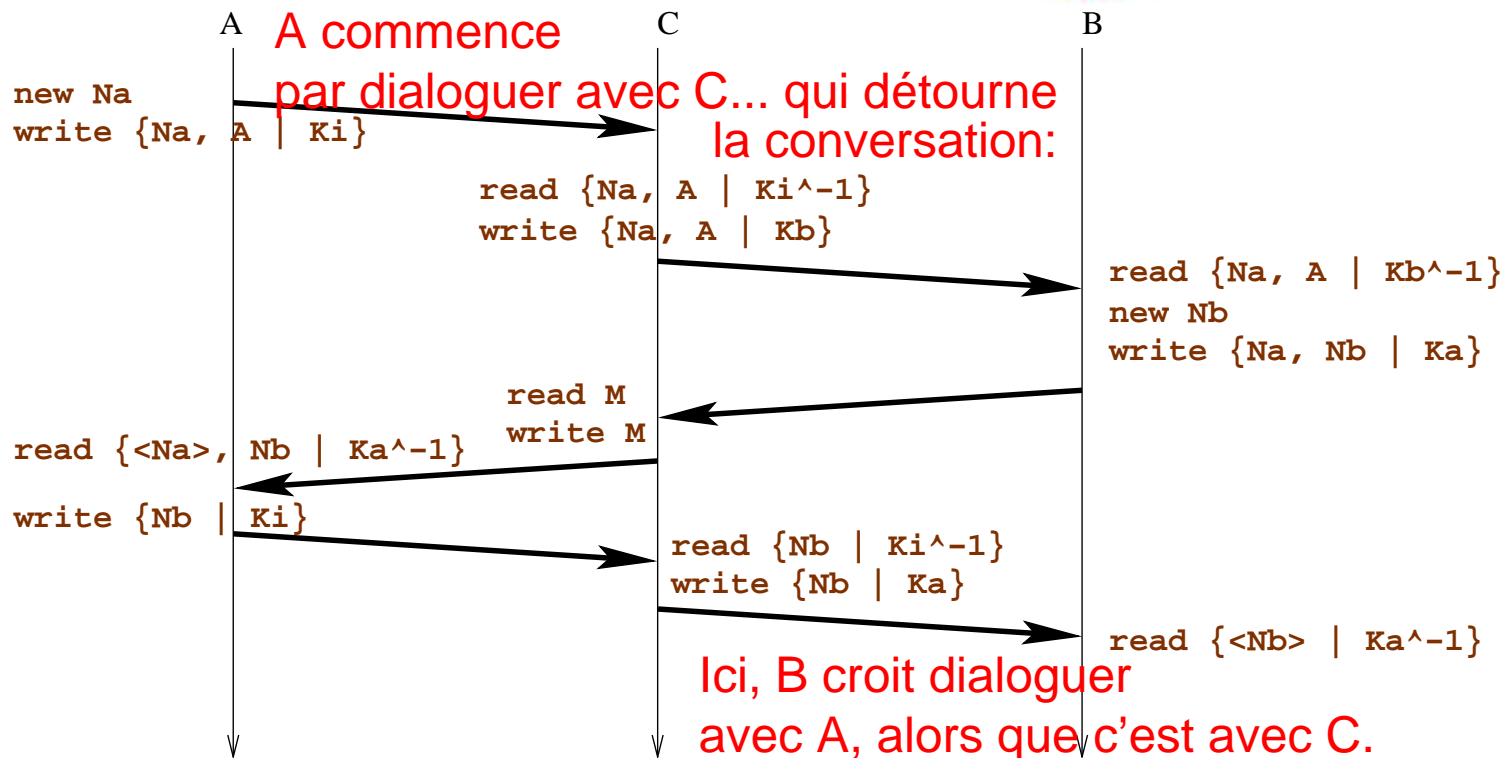 A
C
B
A commence
par dialoguer avec C... qui détourne
la conversation:
new Na
write {Na, A | Ki}
read {Na, A | Ki^-1}
write {Na, A | Kb}
read {Na, A | Kb^-1}
new Nb
write {Na, Nb | Ka}
read M
write M
read {<Na>, Nb | Ka^-1}
write {Nb | Ki}
read {Nb | Ki^-1}
write {Nb | Ka}
read {<Nb> | Ka^-1}
Ici, B croit dialoguer
avec A, alors que c'est avec C.